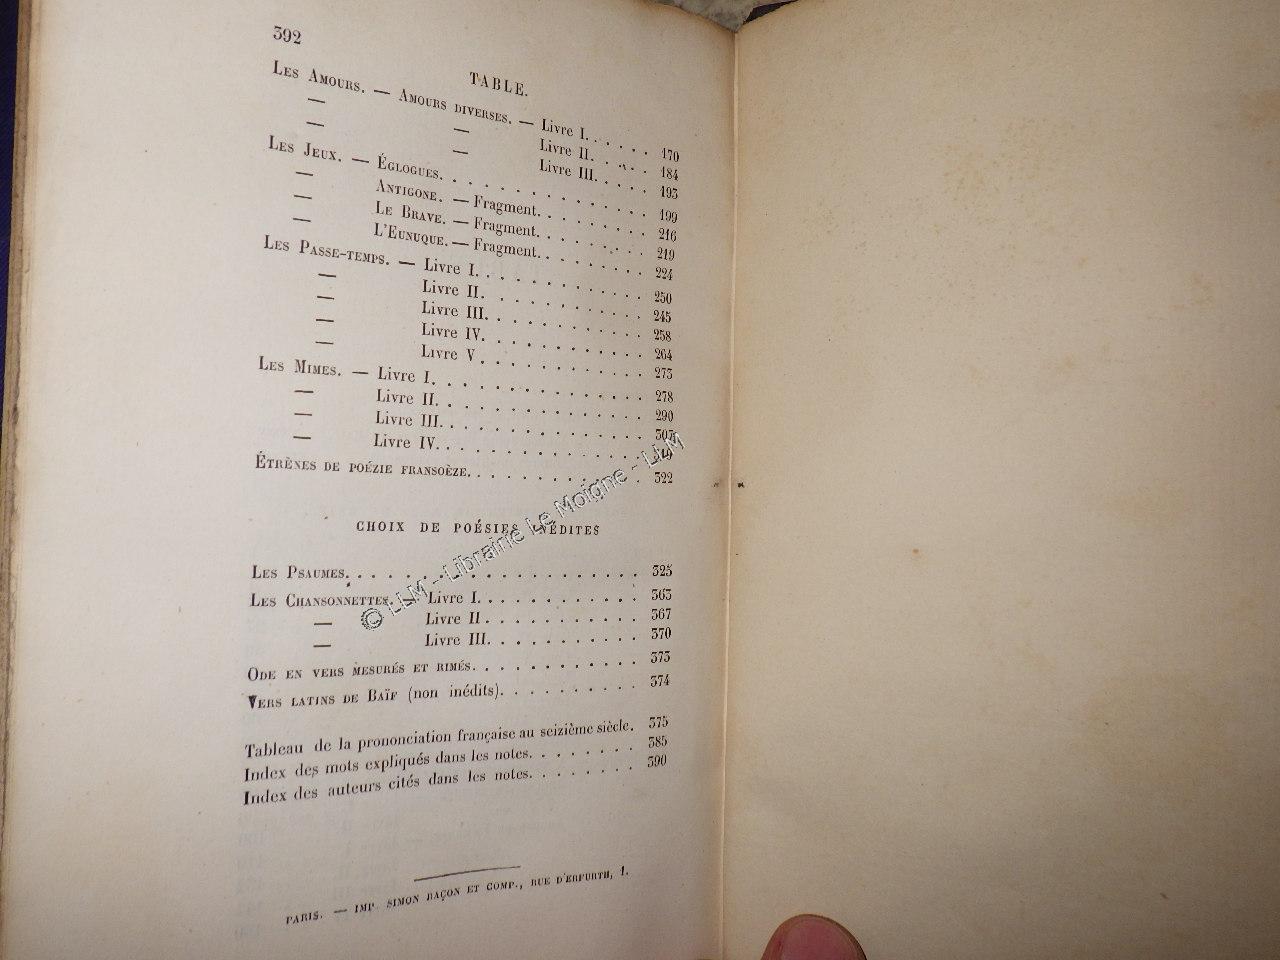 392
TABLE.
LES AMOURS. — AMOURS DIVERSES. — Livre I. . . . . . 170
— — Livre II. . . . . 184
— — Livre III. . . . . 193
LES JEUX. — ÉGLOGUES. . . . . . . . . . . . . . . 199
— ANTIGONE. — Fragment. . . . . . . . 216
— LE BRAVE. — Fragment. . . . . . . . 219
— L'EUNUQUE. — Fragment. . . . . . . . 224
LES PASSE-TEMPS. — Livre I. . . . . . . . . . . . 230
— Livre II. . . . . . . . . . . . 245
— Livre III. . . . . . . . . . . 258
— Livre IV. . . . . . . . . . . . 264
— Livre V . . . . . . . . . . . . 273
LES MIMES. — Livre I. . . . . . . . . . . . . . . 278
— Livre II. . . . . . . . . . . . . . . 290
— Livre III. . . . . . . . . . . . . .
— Livre IV. . . . . . . . . . . . . .
ÉTRÈNES DE POÉZIE FRANSOÈZE. . . . . . . . . . . . 322
CHOIX DE POÉSIES INÉDITES
LES PSAUMES. . . . . . . . . . . . . . . . . . . 325
LES CHANSONNETTES. — Livre I. . . . . . . . . . . 363
— Livre II . . . . . . . . . . 367
— Livre III. . . . . . . . . . 370
ODE EN VERS MESURÉS ET RIMÉS. . . . . . . . . . . 373
VERS LATINS DE BAÏF (non inédits). . . . . . . . . 374
Tableau de la prononciation française au seizième siècle. 375
Index des mots expliqués dans les notes. . . . . . . . 385
Index des auteurs cités dans les notes. . . . . . . . 390
PARIS. — IMP. SIMON RAÇON ET COMP., RUE D'ERFURTH, 1.
© LLM - Librairie Le Moigne - LLM